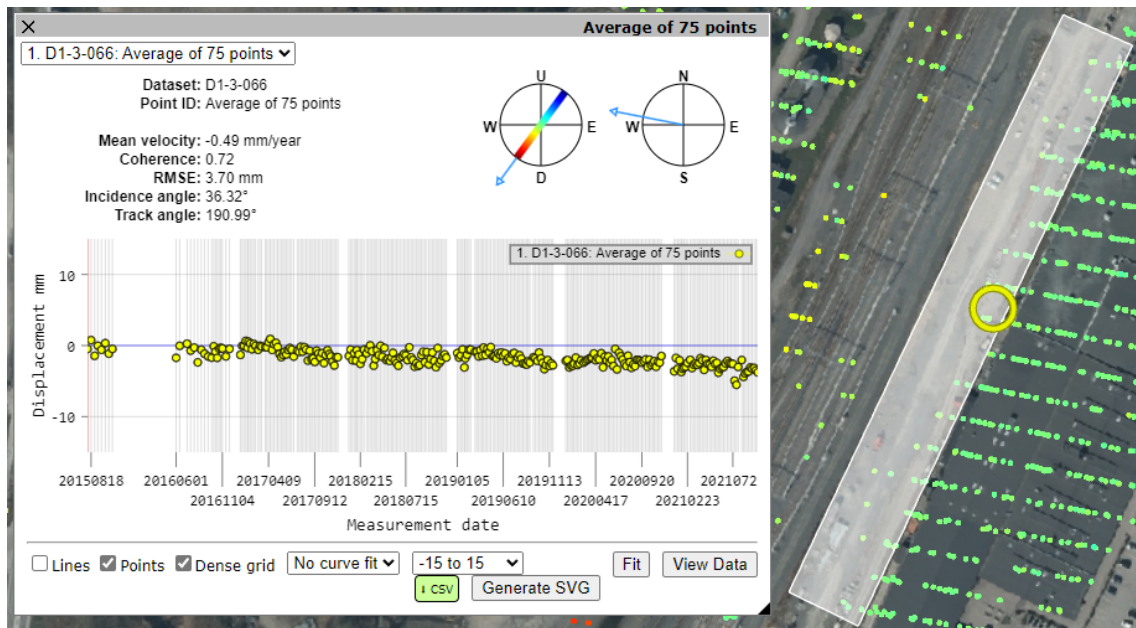 Average of 75 points
1. D1-3-066: Average of 75 points
Dataset: D1-3-066
Point ID: Average of 75 points
Mean velocity: -0.49 mm/year
Coherence: 0.72
RMSE: 3.70 mm
Incidence angle: 36.32°
Track angle: 190.99°
U
W E
D
N
W E
S
1. D1-3-066: Average of 75 points
Displacement mm
10
0
-10
20150818 20160601 20170409 20180215 20190105 20191113 20200920 2021072
20161104 20170912 20180715 20190610 20200417 20210223
Measurement date
Lines Points Dense grid No curve fit -15 to 15 Fit View Data
CSV Generate SVG